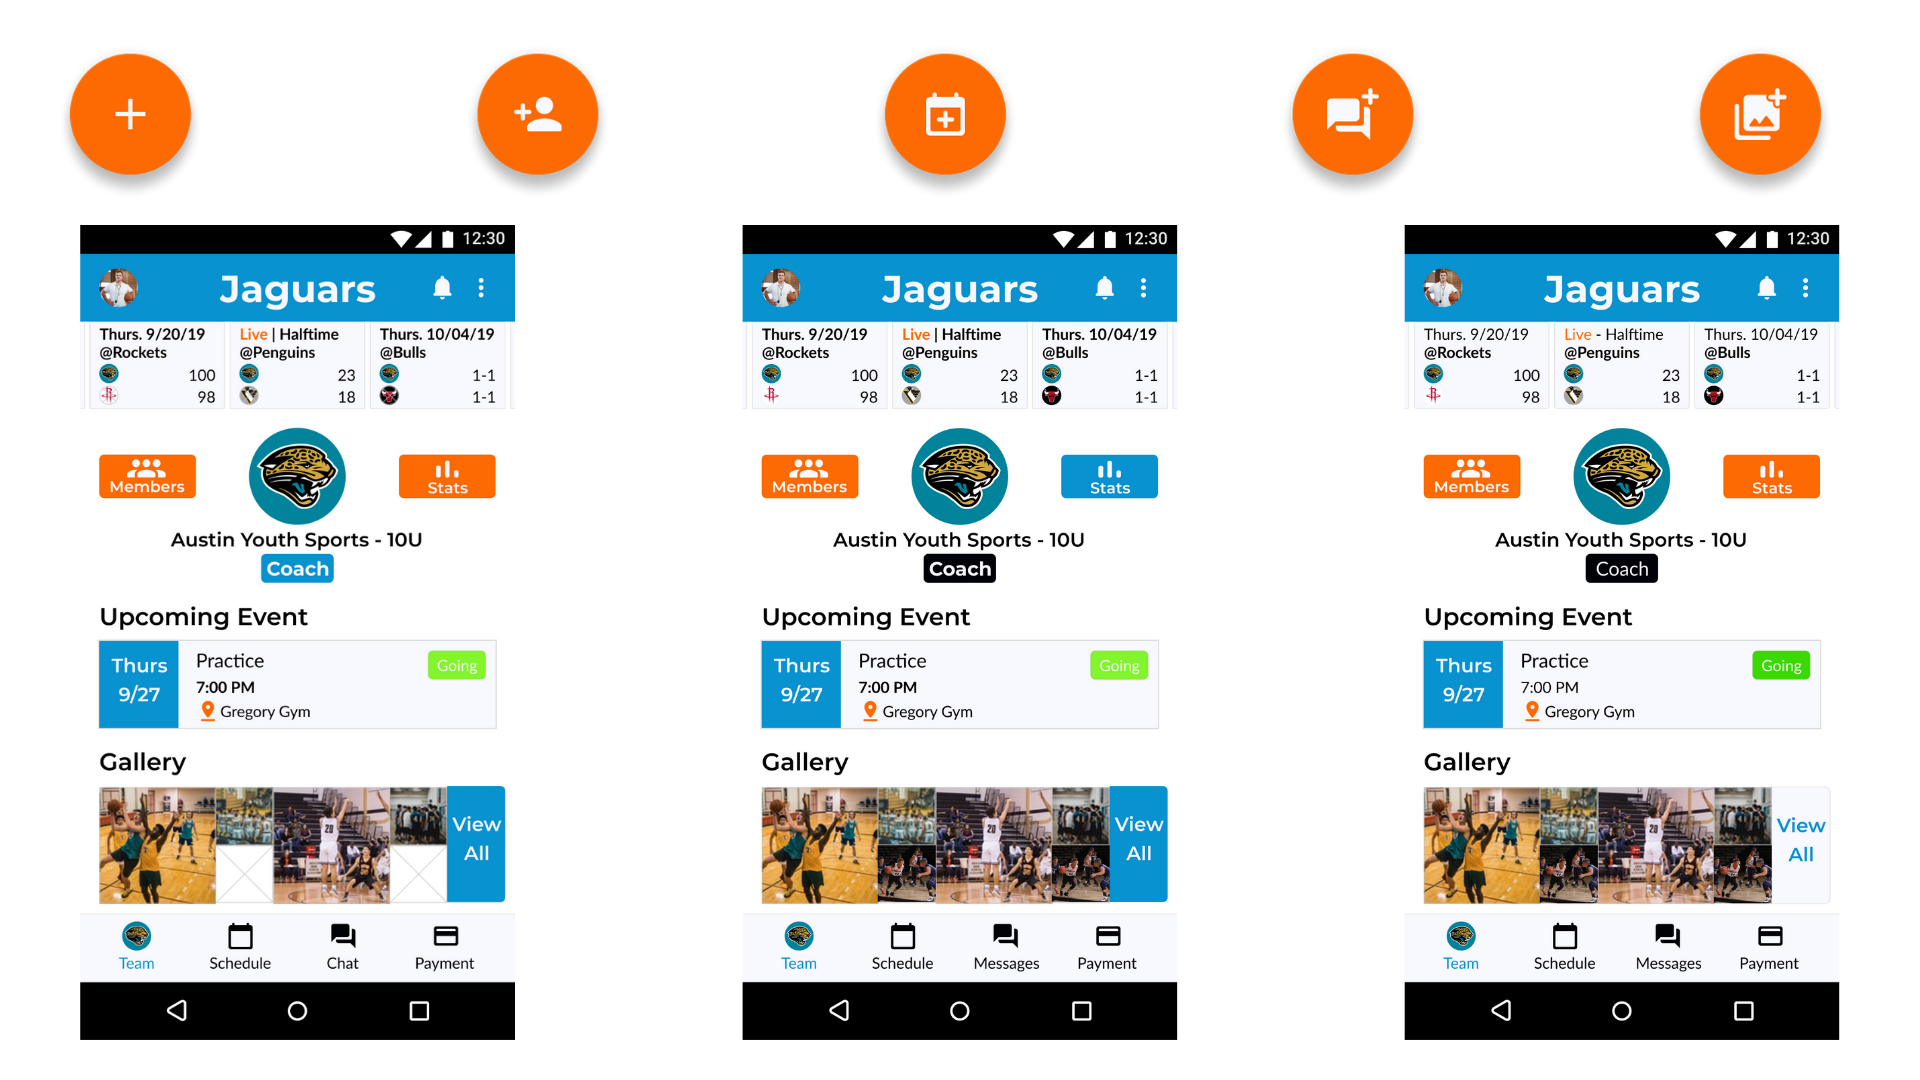 12:30
Jaguars
Thurs. 9/20/19
@Rockets
100
98
Live | Halftime
@Penguins
23
18
Thurs. 10/04/19
@Bulls
1-1
1-1
Members
Stats
Austin Youth Sports - 10U
Coach
Upcoming Event
Thurs
9/27
Practice
7:00 PM
Gregory Gym
Going
Gallery
20
View
All
Team
Schedule
Chat
Payment
12:30
Jaguars
Thurs. 9/20/19
@Rockets
100
98
Live | Halftime
@Penguins
23
18
Thurs. 10/04/19
@Bulls
1-1
1-1
Members
Stats
Austin Youth Sports - 10U
Coach
Upcoming Event
Thurs
9/27
Practice
7:00 PM
Gregory Gym
Going
Gallery
20
View
All
Team
Schedule
Messages
Payment
12:30
Jaguars
Thurs. 9/20/19
@Rockets
100
98
Live - Halftime
@Penguins
23
18
Thurs. 10/04/19
@Bulls
1-1
1-1
Members
Stats
Austin Youth Sports - 10U
Coach
Upcoming Event
Thurs
9/27
Practice
7:00 PM
Gregory Gym
Going
Gallery
20
View
All
Team
Schedule
Messages
Payment